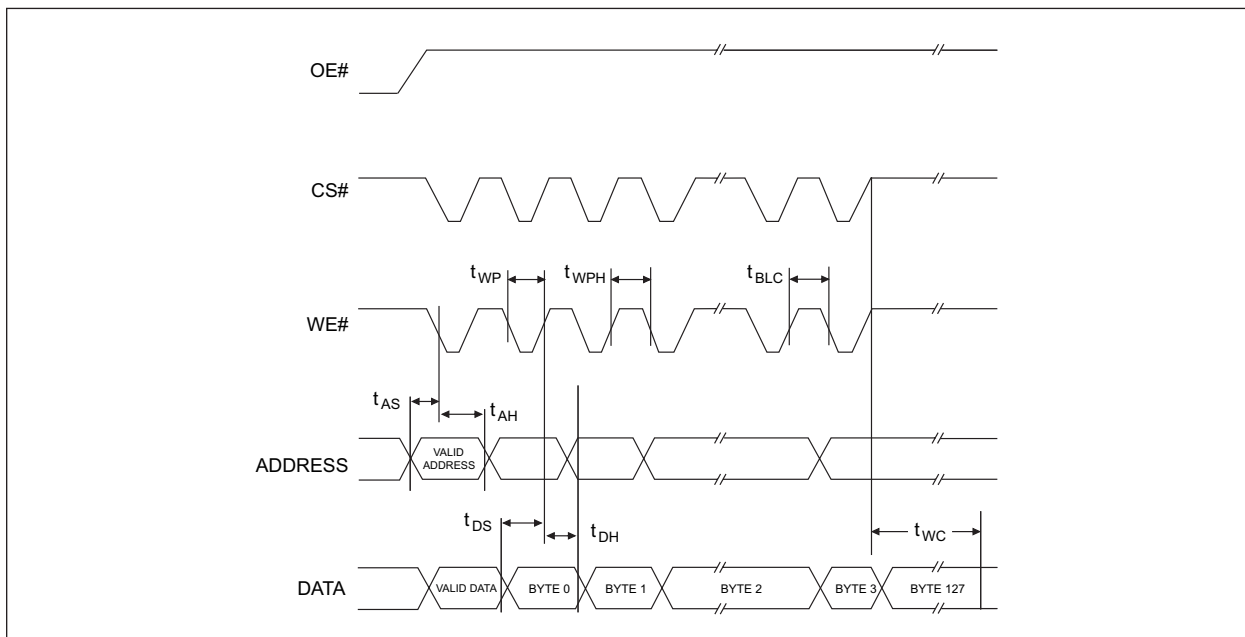 OE#
CS#
tWP
tWPH
tBLC
WE#
tAS
tAH
ADDRESS
VALID
ADDRESS
tDS
tDH
tWC
DATA
VALID DATA
BYTE 0
BYTE 1
BYTE 2
BYTE 3
BYTE 127